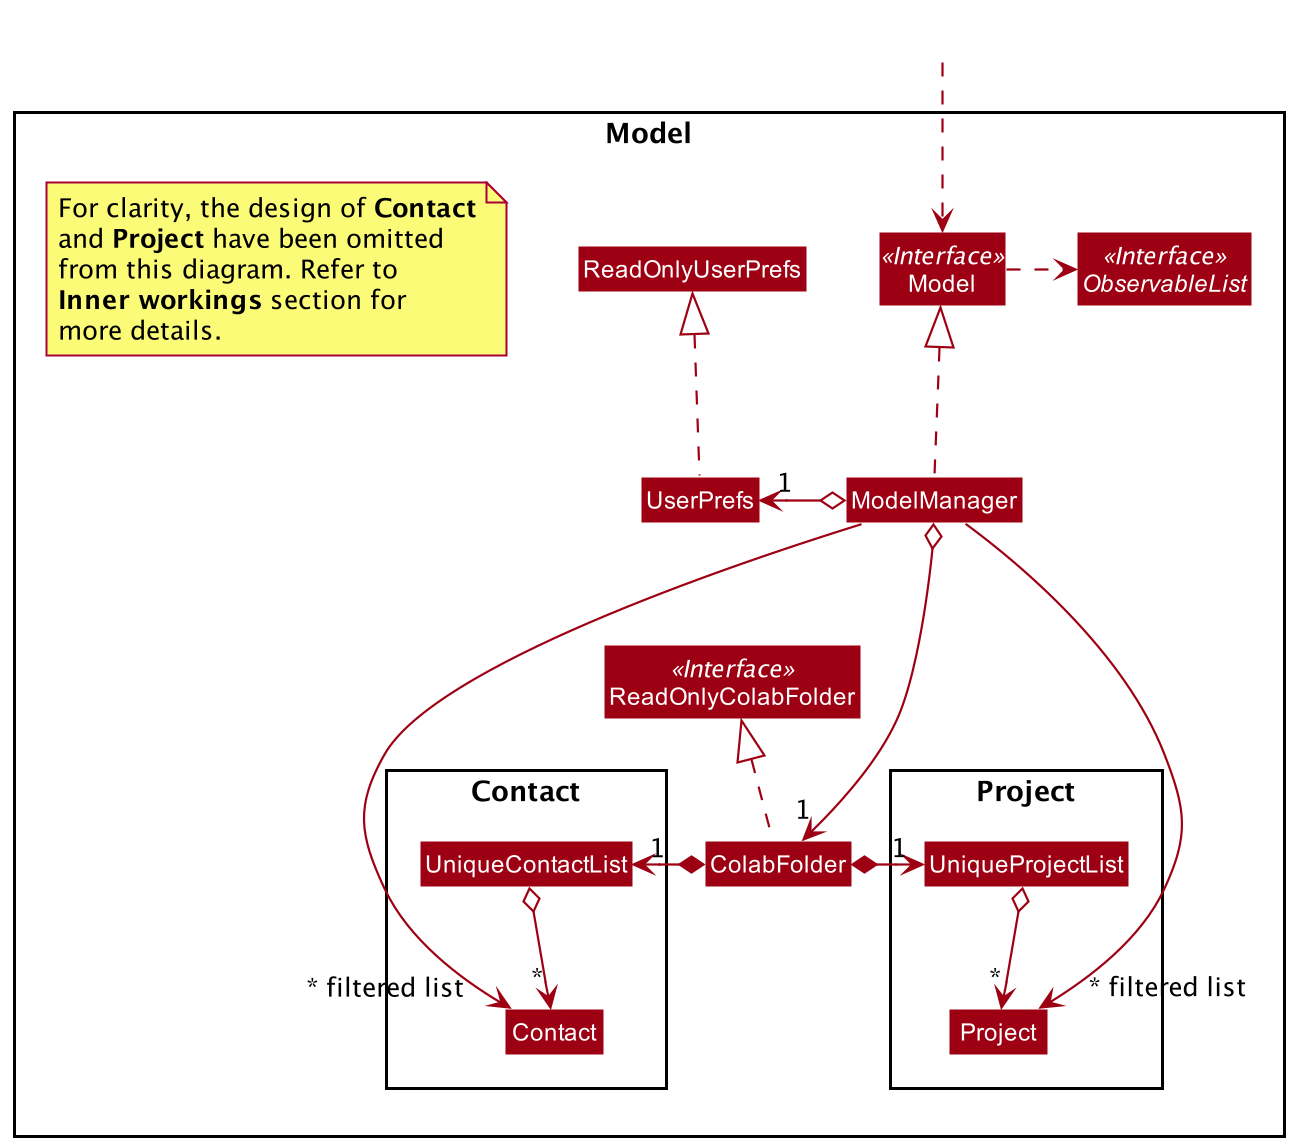 Model
For clarity, the design of Contact
and Project have been omitted
from this diagram. Refer to
Inner workings section for
more details.
ReadOnlyUserPrefs
«Interface»
Model
«Interface»
ObservableList
UserPrefs
1
ModelManager
«Interface»
ReadOnlyColabFolder
Contact
Project
1
UniqueContactList
1
ColabFolder
1
UniqueProjectList
*
*
* filtered list
* filtered list
Contact
Project